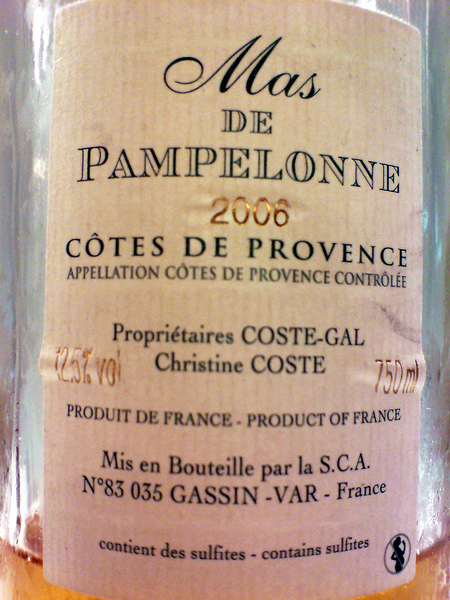 Mas
DE
PAMPELONNE
2006
CÔTES DE PROVENCE
APPELLATION CÔTES DE PROVENCE CONTRÔLÉE
Propriétaires COSTE-GAL
Christine COSTE
12.5% vol
750 ml
PRODUIT DE FRANCE - PRODUCT OF FRANCE
Mis en Bouteille par la S.C.A.
N°83 035 GASSIN -VAR - France
contient des sulfites - contains sulfites